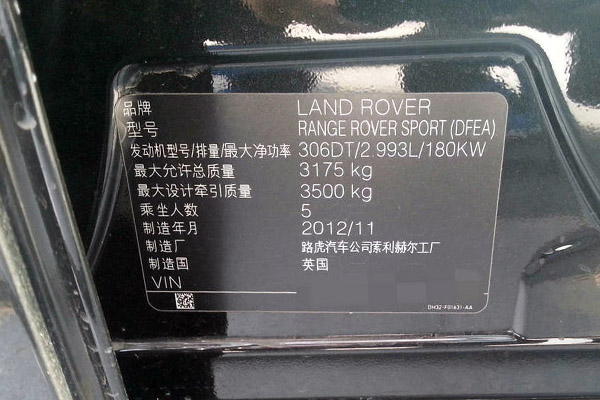 品牌 LAND ROVER
型号 RANGE ROVER SPORT (DFEA)
发动机型号/排量/最大净功率 306DT/2.993L/180KW
最大允许总质量 3175 kg
最大设计牵引质量 3500 kg
乘坐人数 5
制造年月 2012/11
制造厂 路虎汽车公司索利赫尔工厂
制造国 英国
VIN
DH32-F01631-AA